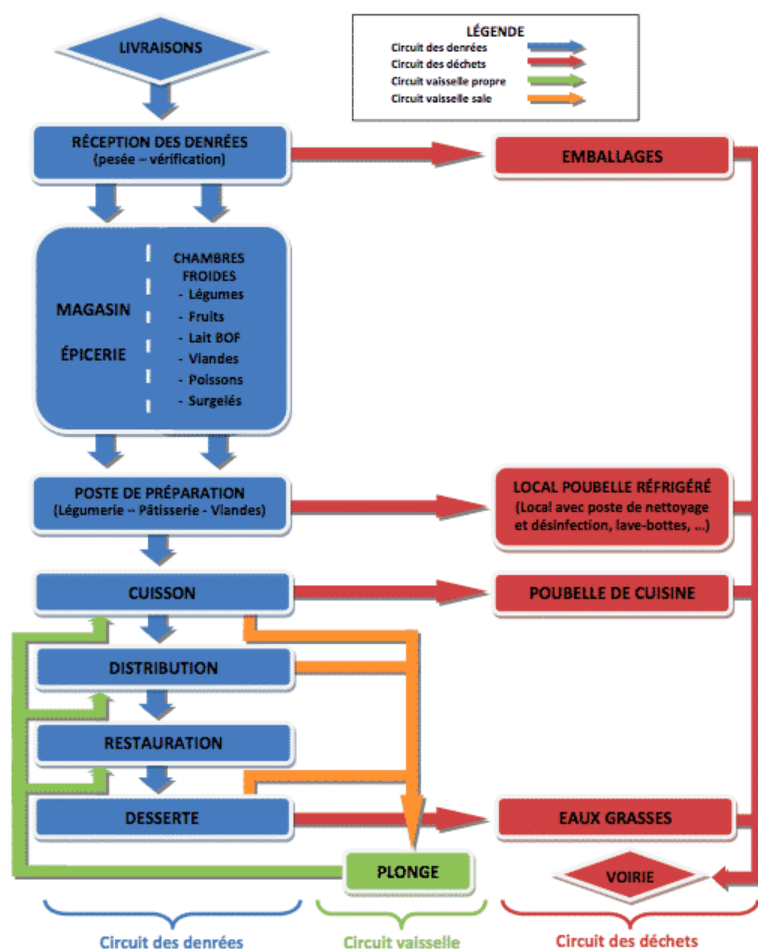 LIVRAISONS
LÉGENDE
Circuit des denrées
Circuit des déchets
Circuit vaisselle propre
Circuit vaisselle sale
RÉCEPTION DES DENRÉES
(pesée – vérification)
EMBALLAGES
MAGASIN
ÉPICERIE
CHAMBRES
FROIDES
- Légumes
- Fruits
- Lait BOF
- Viandes
- Poissons
- Surgelés
POSTE DE PRÉPARATION
(Légumerie – Pâtisserie - Viandes)
LOCAL POUBELLE RÉFRIGÉRÉ
(Local avec poste de nettoyage
et désinfection, lave-bottes, ...)
CUISSON
POUBELLE DE CUISINE
DISTRIBUTION
RESTAURATION
DESSERTE
EAUX GRASSES
PLONGE
VOIRIE
Circuit des denrées
Circuit vaisselle
Circuit des déchets